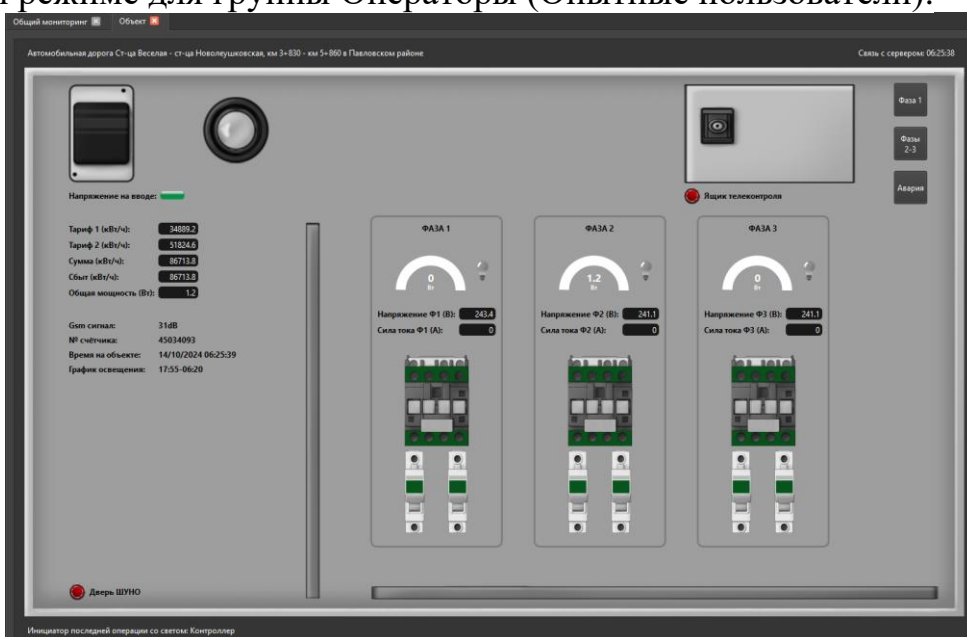 режиме для группы Операторы (Опытные пользователи).
Общий мониторинг
Объект
Автомобильная дорога Ст-ца Веселая - ст-ца Новолеушковская, км 3+830 - км 5+860 в Павловском районе
Связь с сервером: 06:25:38
Фаза 1
Фазы
2-3
Авария
Напряжение на вводе:
Ящик телеконтроля
Тариф 1 (кВт/ч): 34889.2
Тариф 2 (кВт/ч): 51824.6
Сумма (кВт/ч): 86713.8
Сбыт (кВт/ч): 86713.8
Общая мощность (Вт): 1.2
Gsm сигнал: 31dB
№ счётчика: 45034093
Время на объекте: 14/10/2024 06:25:39
График освещения: 17:55-06:20
ФАЗА 1
0
Вт
Напряжение Ф1 (В): 243.4
Сила тока Ф1 (А): 0
ФАЗА 2
1.2
Вт
Напряжение Ф2 (В): 241.1
Сила тока Ф2 (А): 0
ФАЗА 3
0
Вт
Напряжение Ф3 (В): 241.1
Сила тока Ф3 (А): 0
Дверь ШУНО
Инициатор последней операции со светом: Контроллер